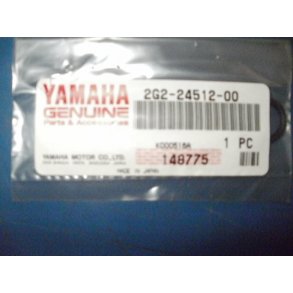 YAMAHA
GENUINE
Parts & Accessories
2G2-24512-00
1 PC
148775
YAMAHA MOTOR CO., LTD.
MADE IN JAPAN